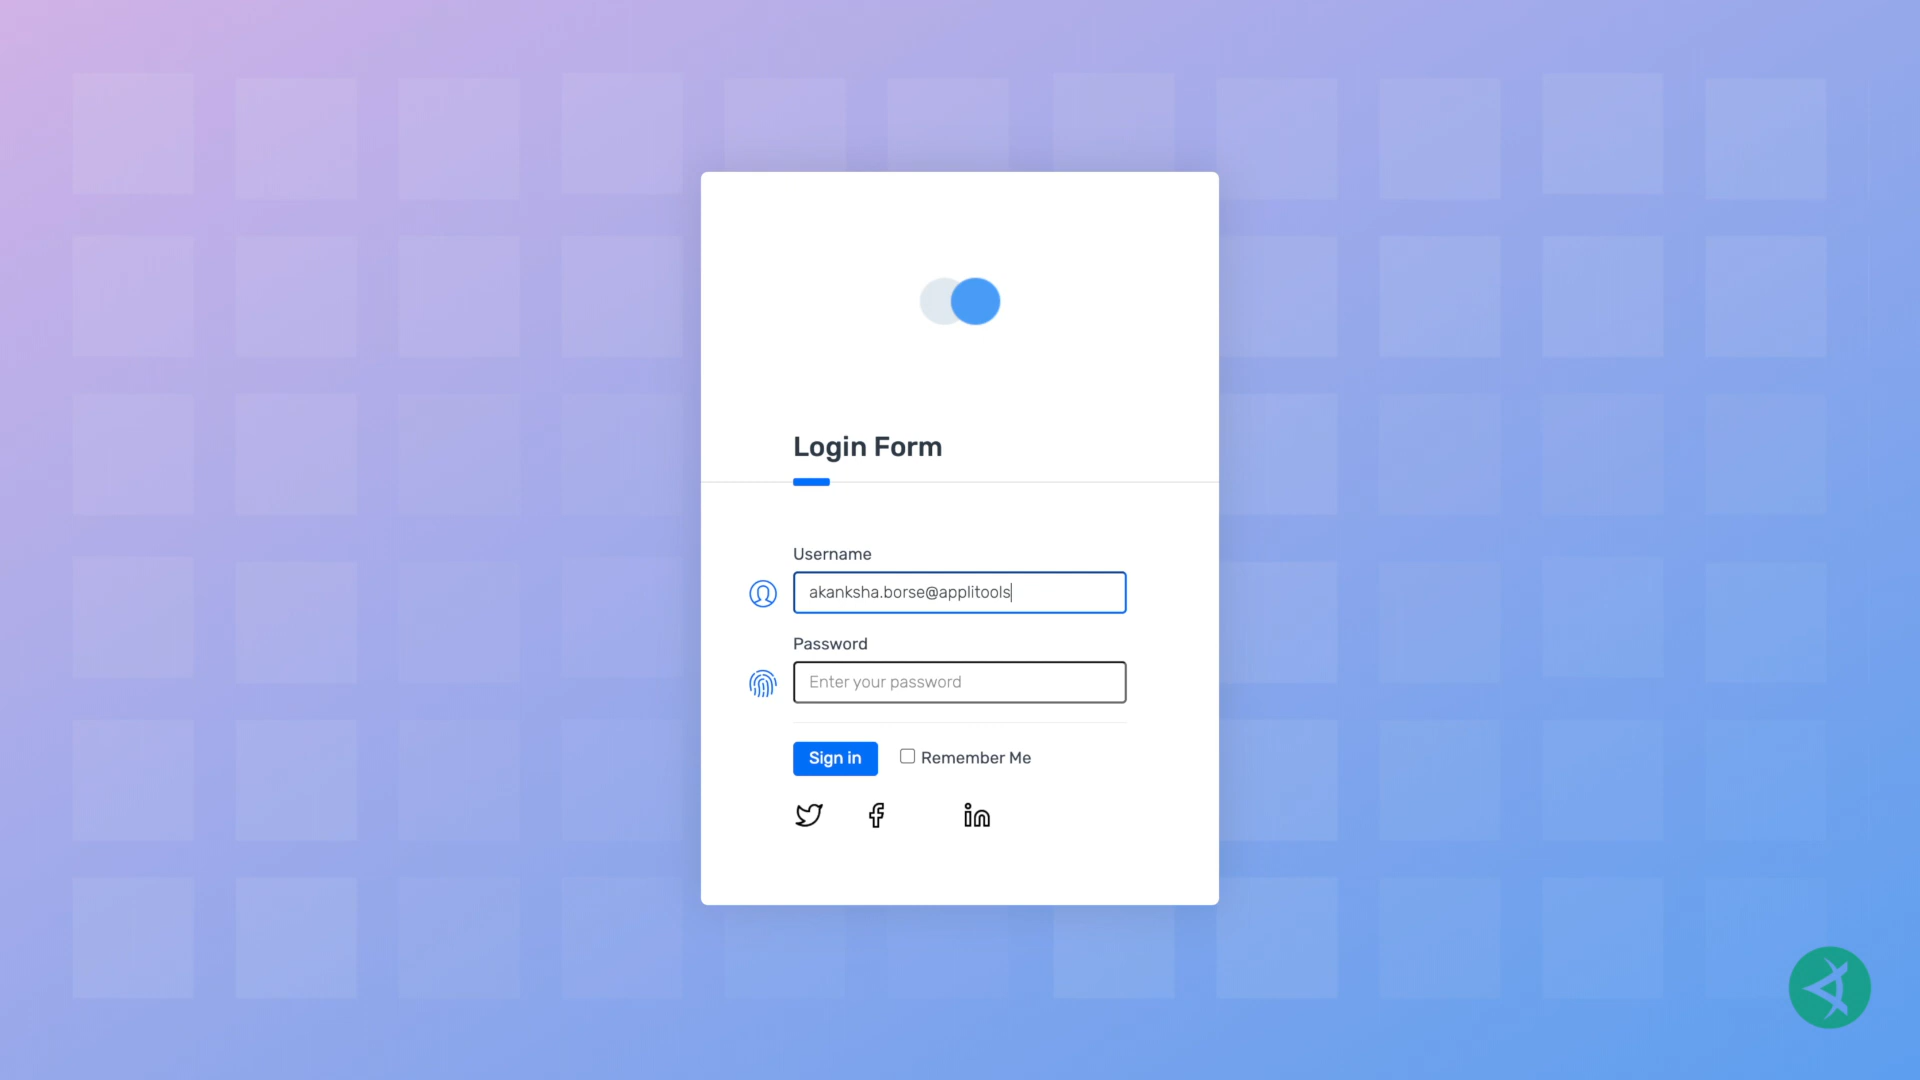 Login Form
Username
akanksha.borse@applitools
Password
Enter your password
Sign in Remember Me